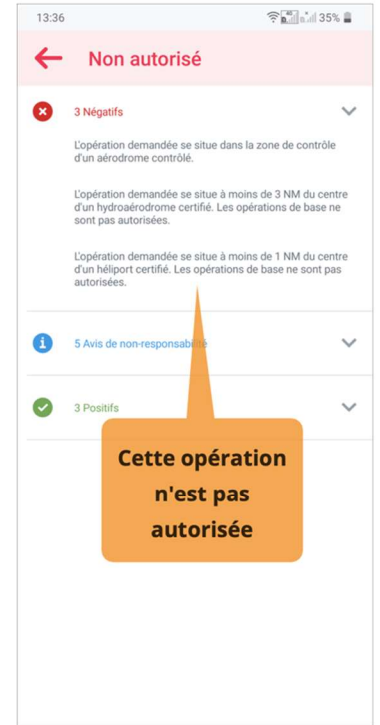 13:36
4G
35%
Non autorisé
3 Négatifs
L'opération demandée se situe dans la zone de contrôle
d'un aérodrome contrôlé.
L'opération demandée se situe à moins de 3 NM du centre
d'un hydroaérodrome certifié. Les opérations de base ne
sont pas autorisées.
L'opération demandée se situe à moins de 1 NM du centre
d'un héliport certifié. Les opérations de base ne sont pas
autorisées.
5 Avis de non-responsabilité
3 Positifs
Cette opération
n'est pas
autorisée